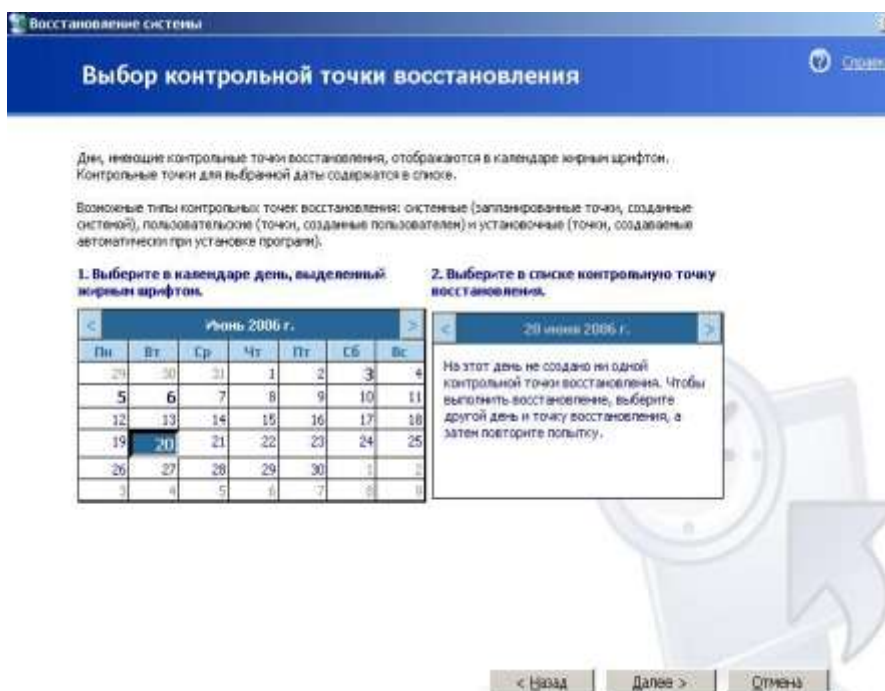 Восстановление системы
Выбор контрольной точки восстановления
Дни, имеющие контрольные точки восстановления, отображаются в календаре жирным шрифтом.
Контрольные точки для выбранной даты содержатся в списке.
Возможные типы контрольных точек восстановления: системные (запланированные точки, созданные
системой), пользовательские (точки, созданные пользователем) и установочные (точки, создаваемые
автоматически при установке программ).
1. Выберите в календаре день, выделенный
жирным шрифтом.
2. Выберите в списке контрольную точку
восстановления.
< Июнь 2006 г. >
Пн Вт Ср Чт Пт Сб Вс
29 30 31 1 2 3 4
5 6 7 8 9 10 11
12 13 14 15 16 17 18
19 20 21 22 23 24 25
26 27 28 29 30 1 2
3 4 5 6 7 8 9
< 20 июня 2006 г. >
На этот день не создано ни одной
контрольной точки восстановления. Чтобы
выполнить восстановление, выберите
другой день и точку восстановления, а
затем повторите попытку.
< Назад Далее > Отмена